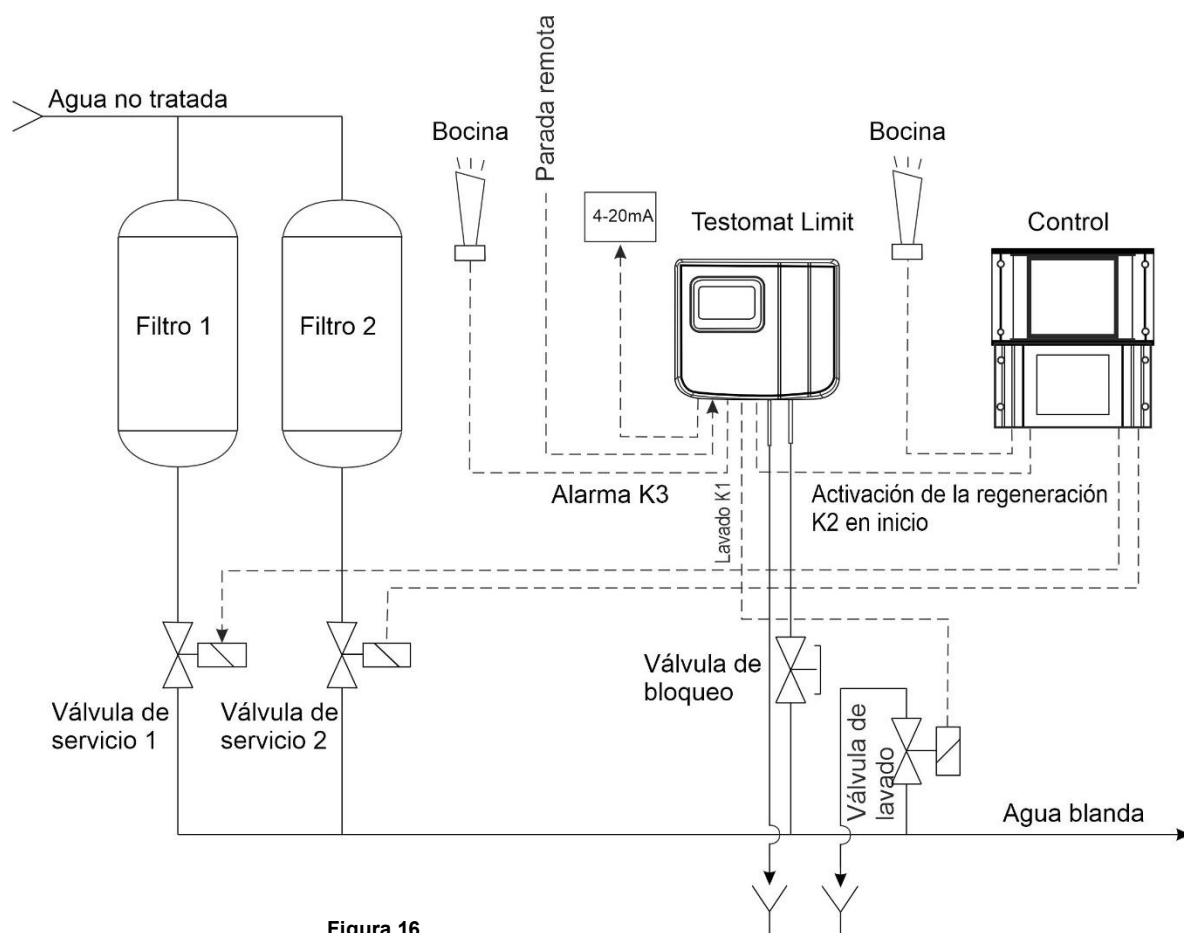 Agua no tratada
Bocina
Parada remota
4-20mA
Testomat Limit
Bocina
Control
Filtro 1
Filtro 2
Alarma K3
Lavado K1
Activación de la regeneración
K2 en inicio
Válvula de
servicio 1
Válvula de
servicio 2
Válvula de
bloqueo
Válvula de
lavado
Agua blanda
Figura 16